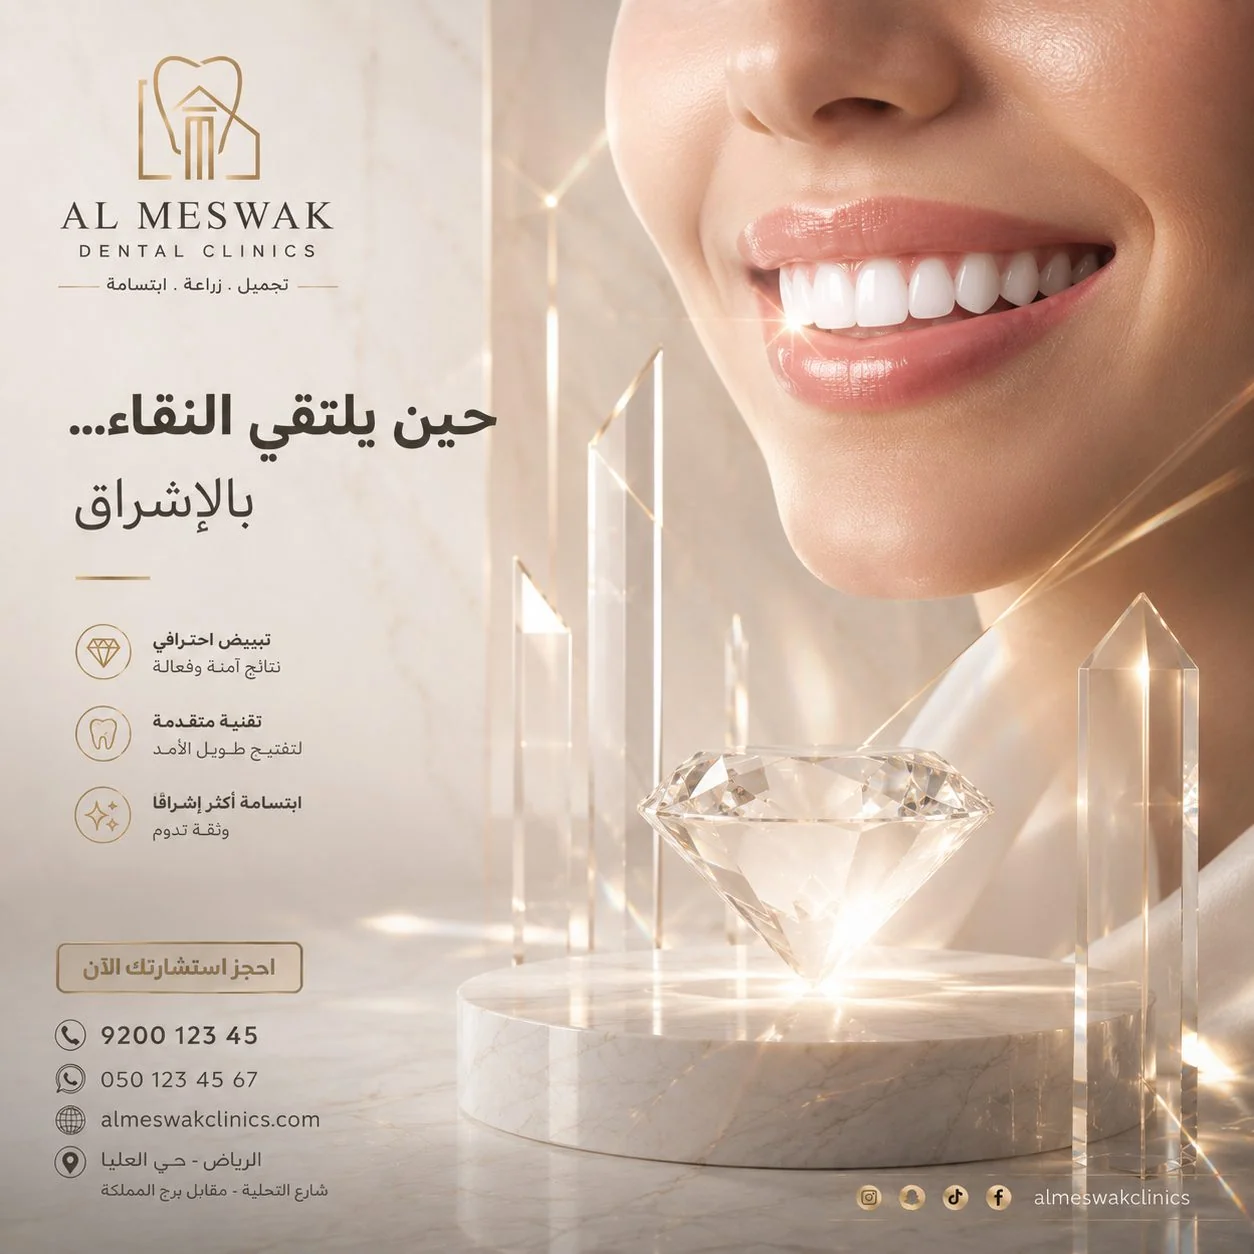 AL MESWAK
DENTAL CLINICS
تجميل . زراعة . ابتسامة
حين يلتقي النقاء...
بالإشراق
تبييض احترافي
نتائج آمنة وفعالة
تقنية متقدمة
لتفتيح طويل الأمد
ابتسامة أكثر إشراقًا
وثقة تدوم
احجز استشارتك الآن
9200 123 45
050 123 45 67
almeswakclinics.com
الرياض - حي العليا
شارع التحلية - مقابل برج المملكة
almeswakclinics